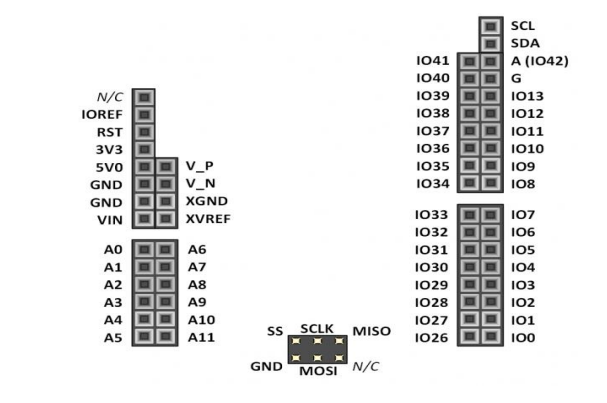 SCL
SDA
IO41 A (IO42)
IO40 G
IO39 IO13
IO38 IO12
IO37 IO11
IO36 IO10
IO35 IO9
IO34 IO8
N/C
IOREF
RST
3V3
5V0 V_P
GND V_N
GND XGND
VIN XVREF
IO33 IO7
IO32 IO6
IO31 IO5
IO30 IO4
IO29 IO3
IO28 IO2
IO27 IO1
IO26 IO0
A0 A6
A1 A7
A2 A8
A3 A9
A4 A10
A5 A11
SS SCLK MISO
GND MOSI N/C